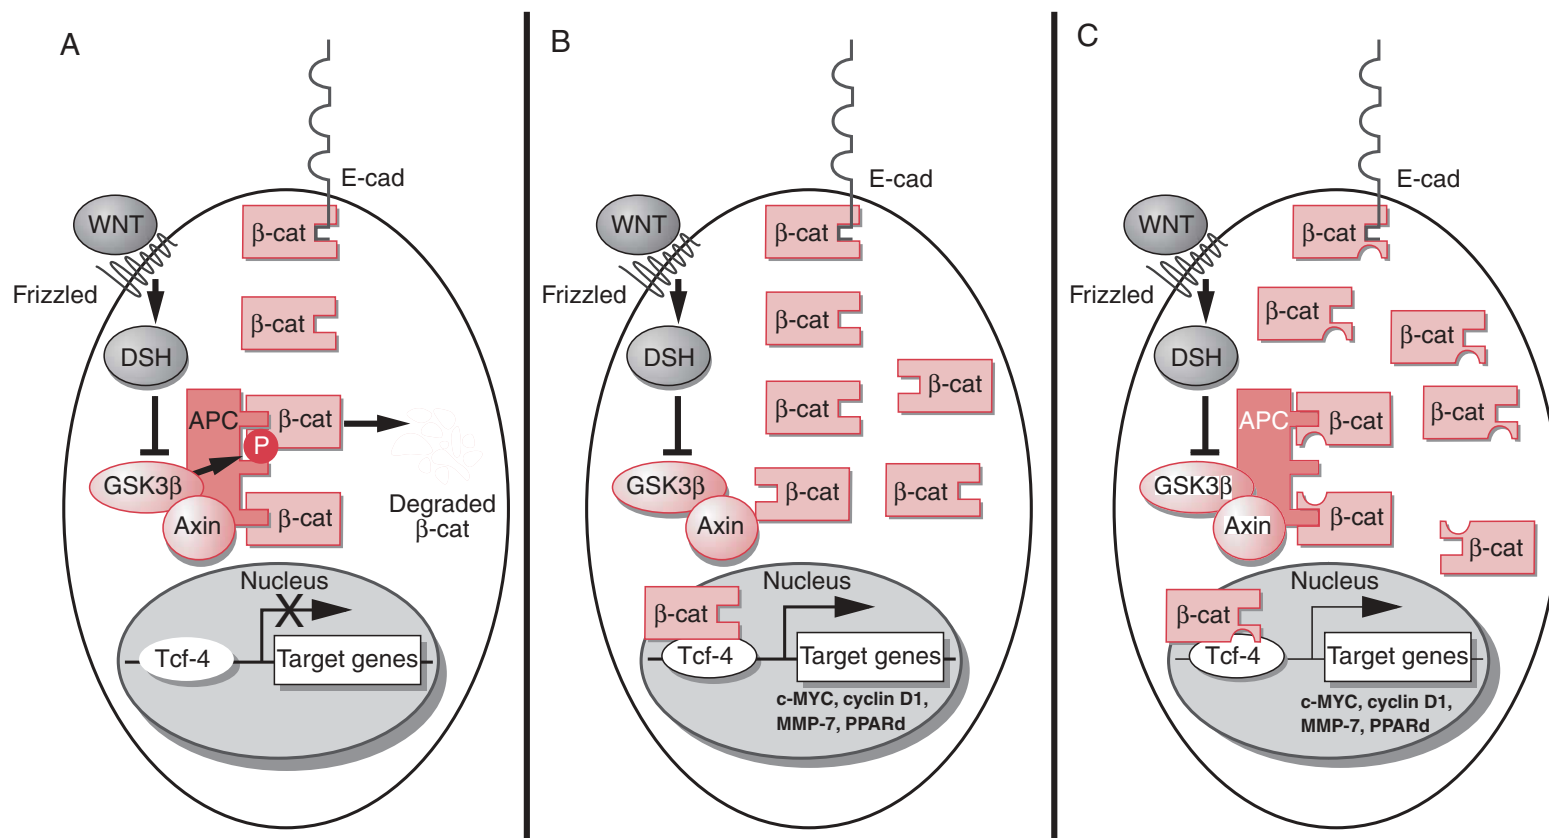 A
E-cad
WNT
β-cat
Frizzled
β-cat
DSH
APC
β-cat
P
GSK3β
Axin
β-cat
Degraded
β-cat
Nucleus
X
Tcf-4
Target genes
B
E-cad
WNT
β-cat
Frizzled
β-cat
DSH
β-cat
β-cat
GSK3β
β-cat
β-cat
Axin
Nucleus
β-cat
Tcf-4
Target genes
c-MYC, cyclin D1,
MMP-7, PPARd
C
E-cad
WNT
β-cat
Frizzled
β-cat
β-cat
DSH
APC
β-cat
β-cat
GSK3β
Axin
β-cat
β-cat
Nucleus
β-cat
Tcf-4
Target genes
c-MYC, cyclin D1,
MMP-7, PPARd